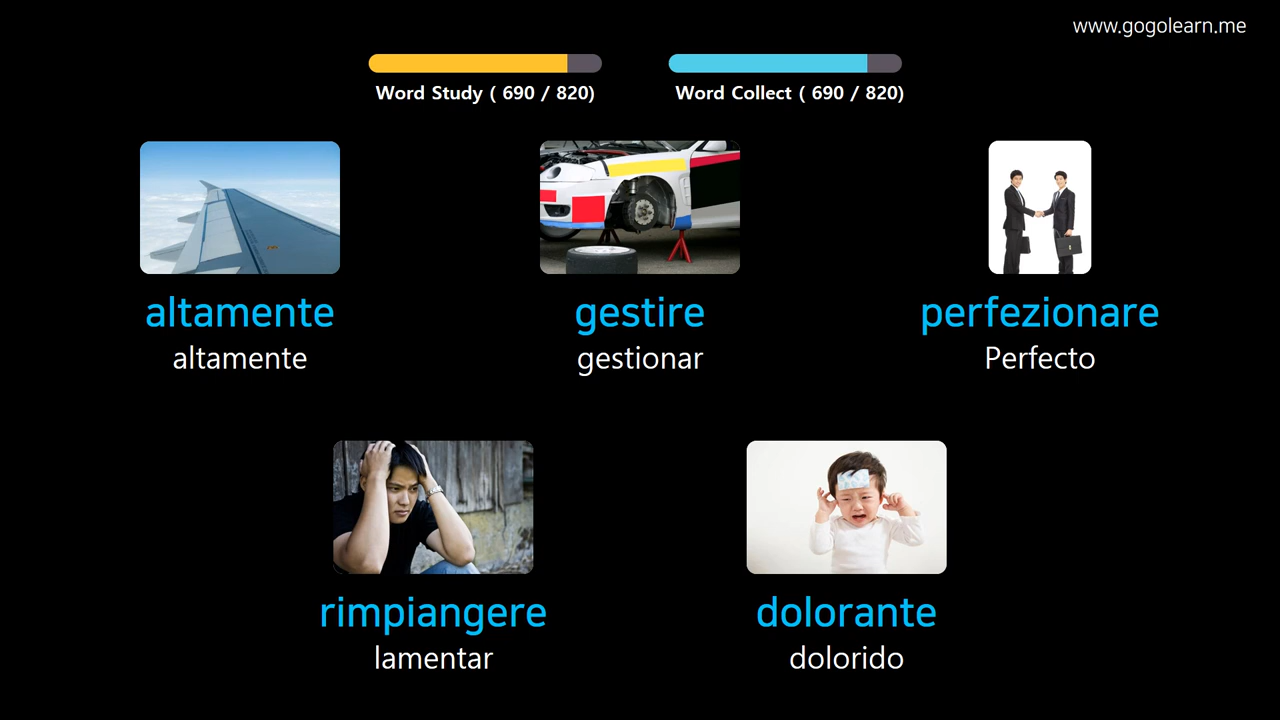 www.gogolearn.me
Word Study ( 690 / 820)
Word Collect ( 690 / 820)
altamente
altamente
gestire
gestionar
perfezionare
Perfecto
rimpiangere
lamentar
dolorante
dolorido